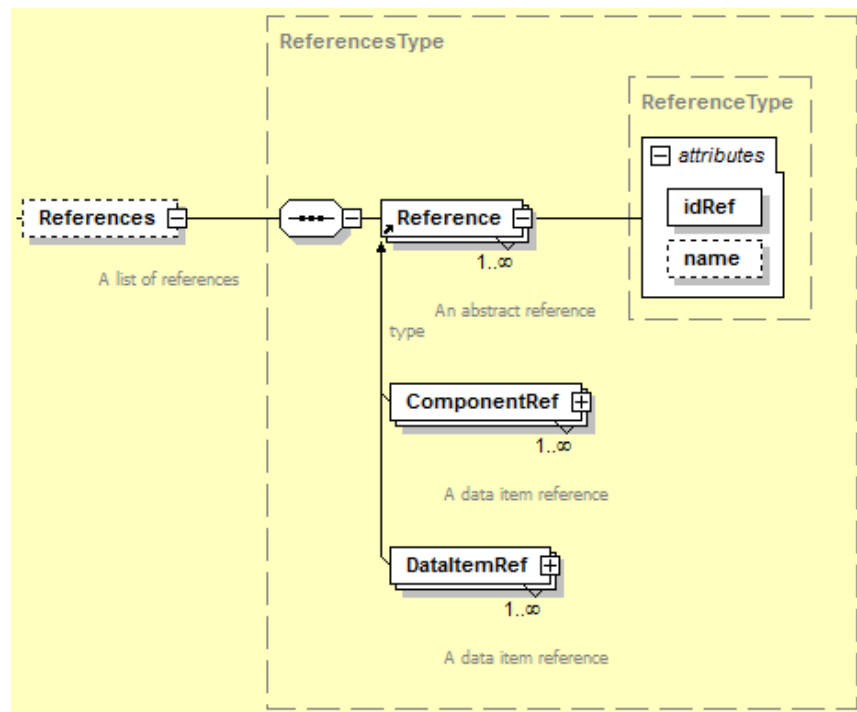 ReferencesType
ReferenceType
attributes
References
Reference
idRef
name
1..∞
A list of references
An abstract reference
type
ComponentRef
1..∞
A data item reference
DataItemRef
1..∞
A data item reference